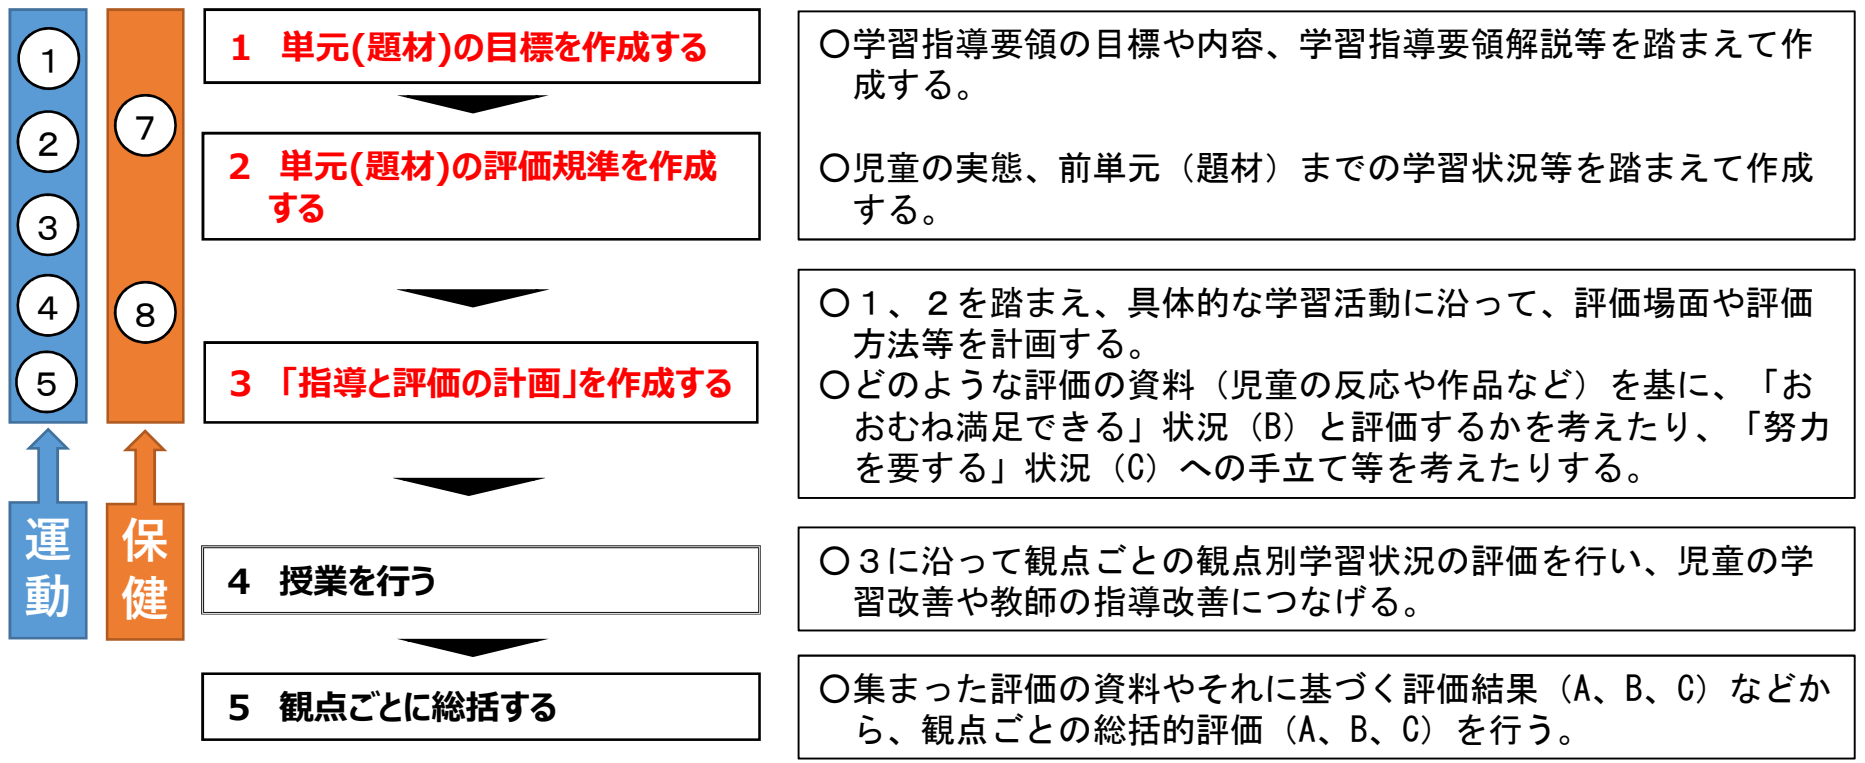 ①
②
③
④
⑤
運動
⑦
⑧
保健
1 単元(題材)の目標を作成する
2 単元(題材)の評価規準を作成
する
3 「指導と評価の計画」を作成する
4 授業を行う
5 観点ごとに総括する
〇学習指導要領の目標や内容、学習指導要領解説等を踏まえて作
成する。
〇児童の実態、前単元（題材）までの学習状況等を踏まえて作成
する。
〇１、２を踏まえ、具体的な学習活動に沿って、評価場面や評価
方法等を計画する。
〇どのような評価の資料（児童の反応や作品など）を基に、「お
おむね満足できる」状況（B）と評価するかを考えたり、「努力
を要する」状況（C）への手立て等を考えたりする。
〇３に沿って観点ごとの観点別学習状況の評価を行い、児童の学
習改善や教師の指導改善につなげる。
〇集まった評価の資料やそれに基づく評価結果（A、B、C）などか
ら、観点ごとの総括的評価（A、B、C）を行う。